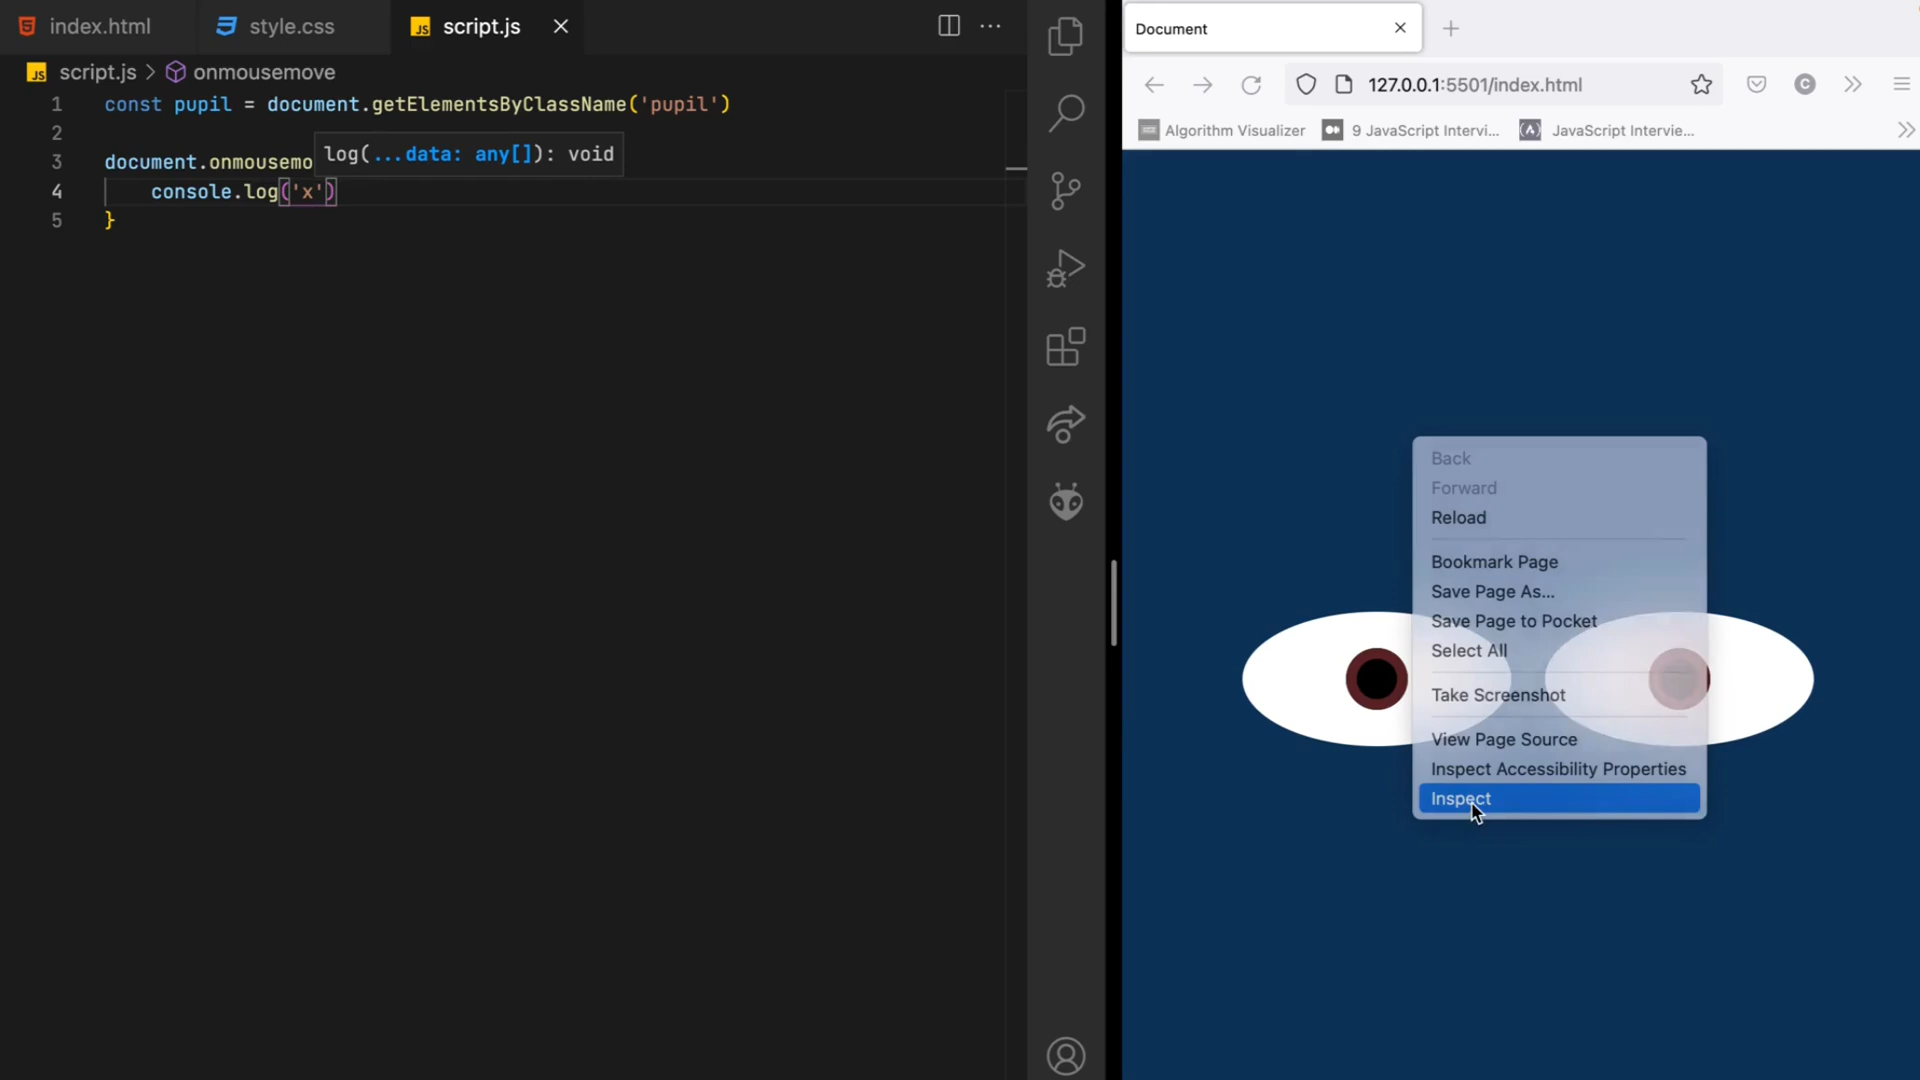 index.html
style.css
script.js
script.js > onmousemove
1 const pupil = document.getElementsByClassName('pupil')
2
3 document.onmousemo
log(...data: any[]): void
4 console.log('x')
5 }
Document
127.0.0.1:5501/index.html
Algorithm Visualizer
9 JavaScript Intervi...
JavaScript Intervie...
Back
Forward
Reload
Bookmark Page
Save Page As...
Save Page to Pocket
Select All
Take Screenshot
View Page Source
Inspect Accessibility Properties
Inspect